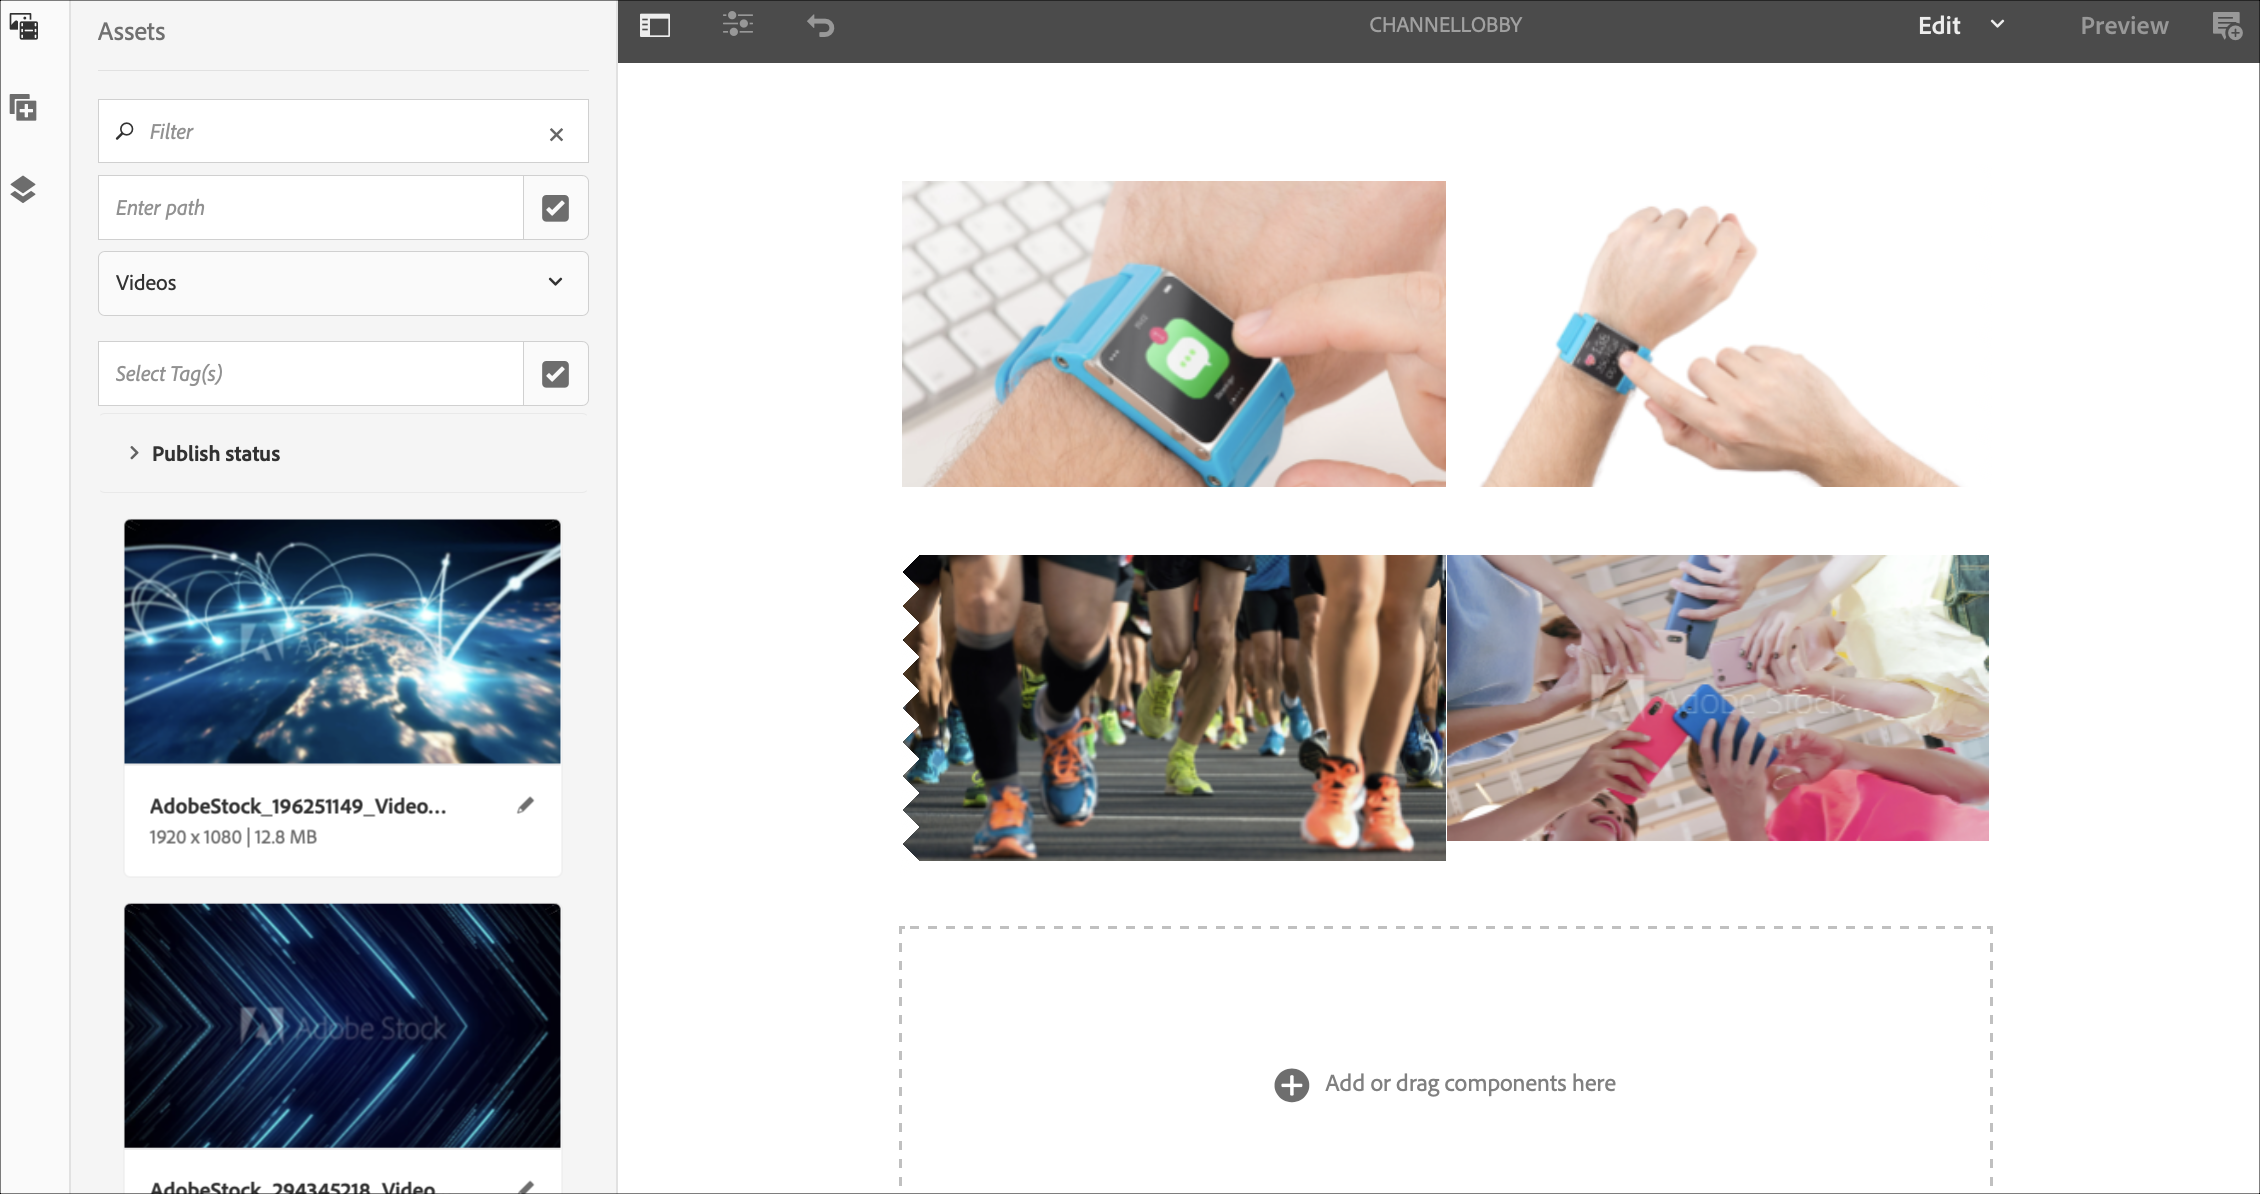 Assets
CHANNELLOBBY
Edit
Preview
Filter
Enter path
Videos
Select Tag(s)
Publish status
AdobeStock_196251149_Video...
1920 x 1080 | 12.8 MB
Adobe Stock
Adobe Stock
AdobeStock_294345218_Video
Add or drag components here